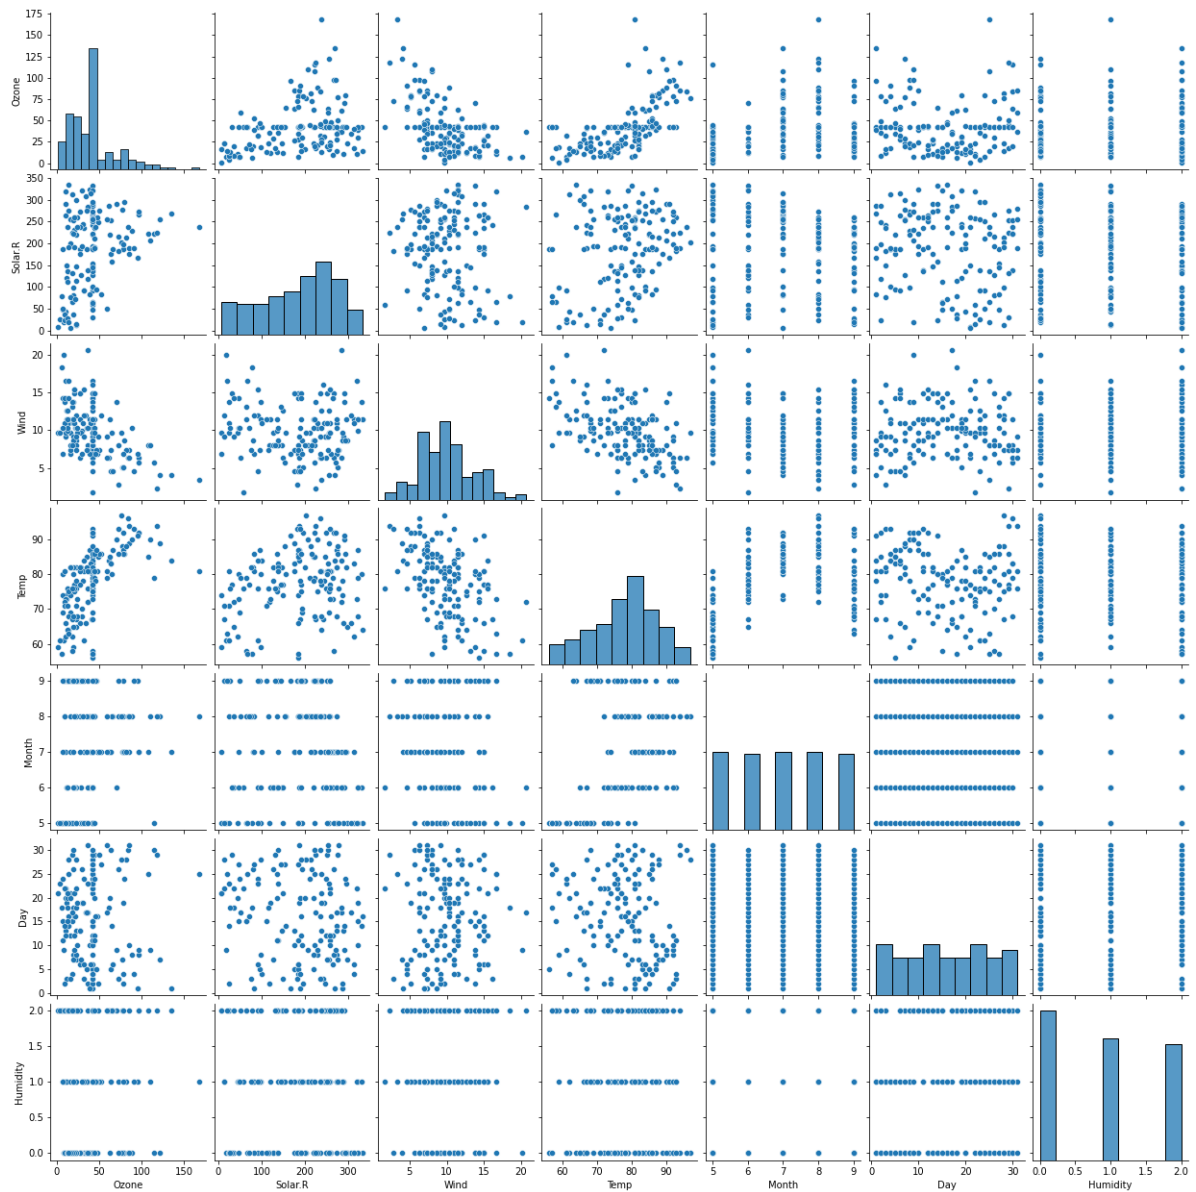 175
150
125
100
75
50
25
0
Ozone
350
300
250
200
150
100
50
0
Solar.R
20
15
10
5
Wind
90
80
70
60
Temp
9
8
7
6
5
Month
30
25
20
15
10
5
0
Day
2.0
1.5
1.0
0.5
0.0
Humidity
0 50 100 150
0 100 200 300
5 10 15 20
60 70 80 90
5 6 7 8 9
0 10 20 30
0.0 0.5 1.0 1.5 2.0
Ozone Solar.R Wind Temp Month Day Humidity